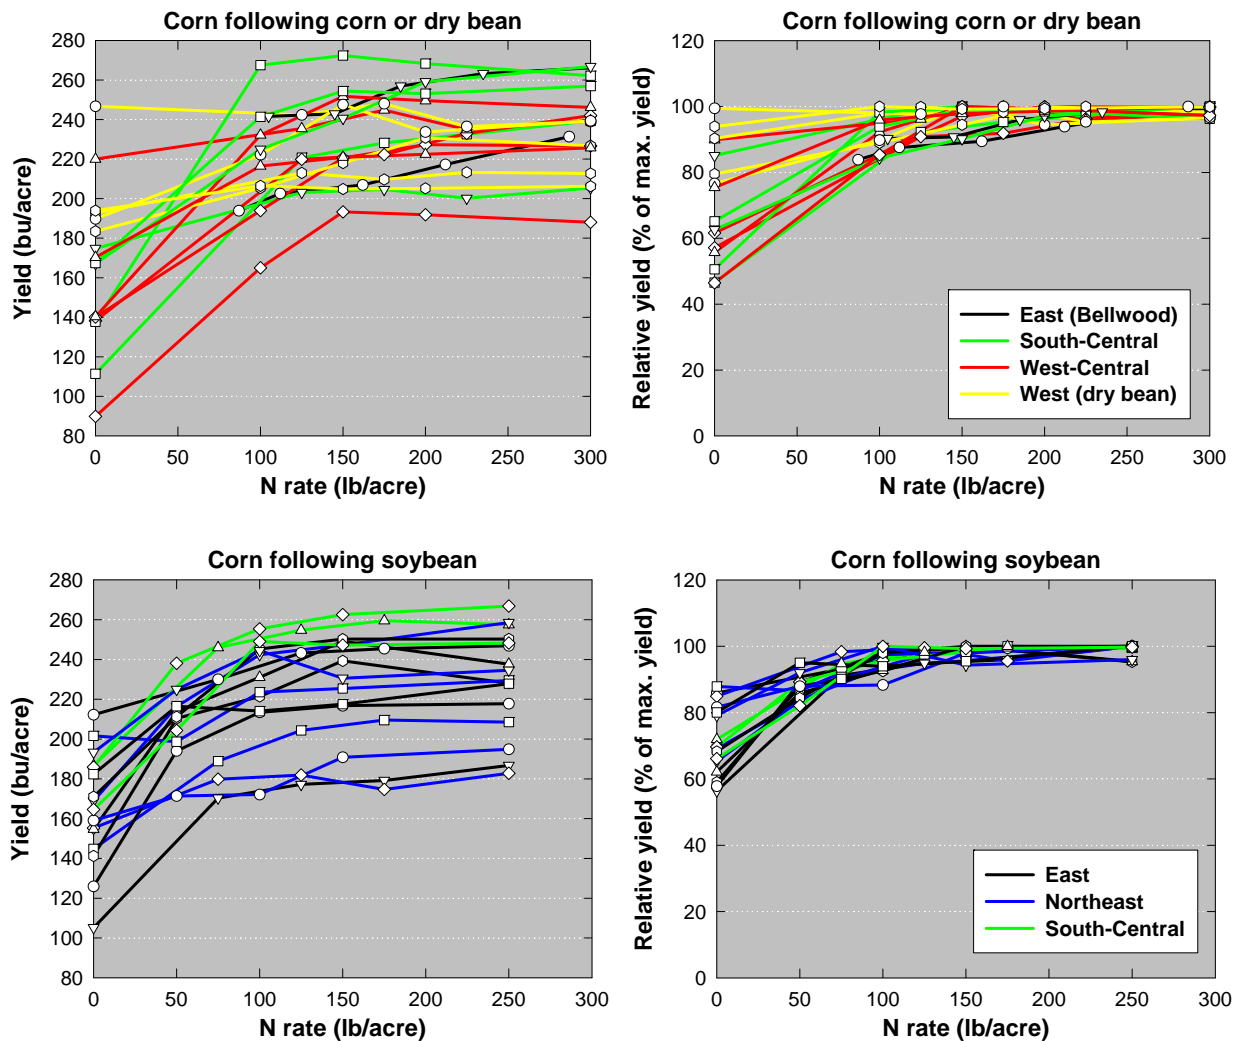 Corn following corn or dry bean
Yield (bu/acre)
280
260
240
220
200
180
160
140
120
100
80
0 50 100 150 200 250 300
N rate (lb/acre)
Corn following corn or dry bean
Relative yield (% of max. yield)
120
100
80
60
40
20
0
East (Bellwood)
South-Central
West-Central
West (dry bean)
0 50 100 150 200 250 300
N rate (lb/acre)
Corn following soybean
Yield (bu/acre)
280
260
240
220
200
180
160
140
120
100
80
0 50 100 150 200 250 300
N rate (lb/acre)
Corn following soybean
Relative yield (% of max. yield)
120
100
80
60
40
20
0
East
Northeast
South-Central
0 50 100 150 200 250 300
N rate (lb/acre)